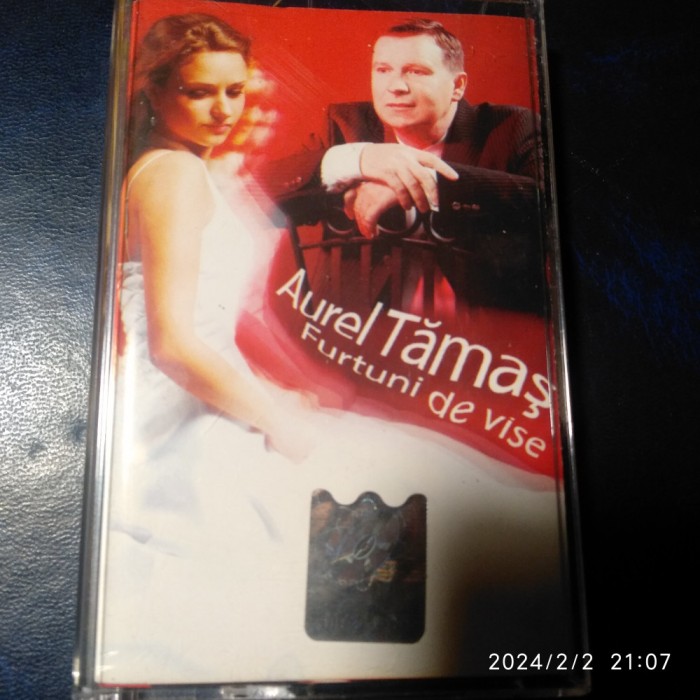 Aurel Tămaş
Furtuni de vise
2024/2/2 21:07